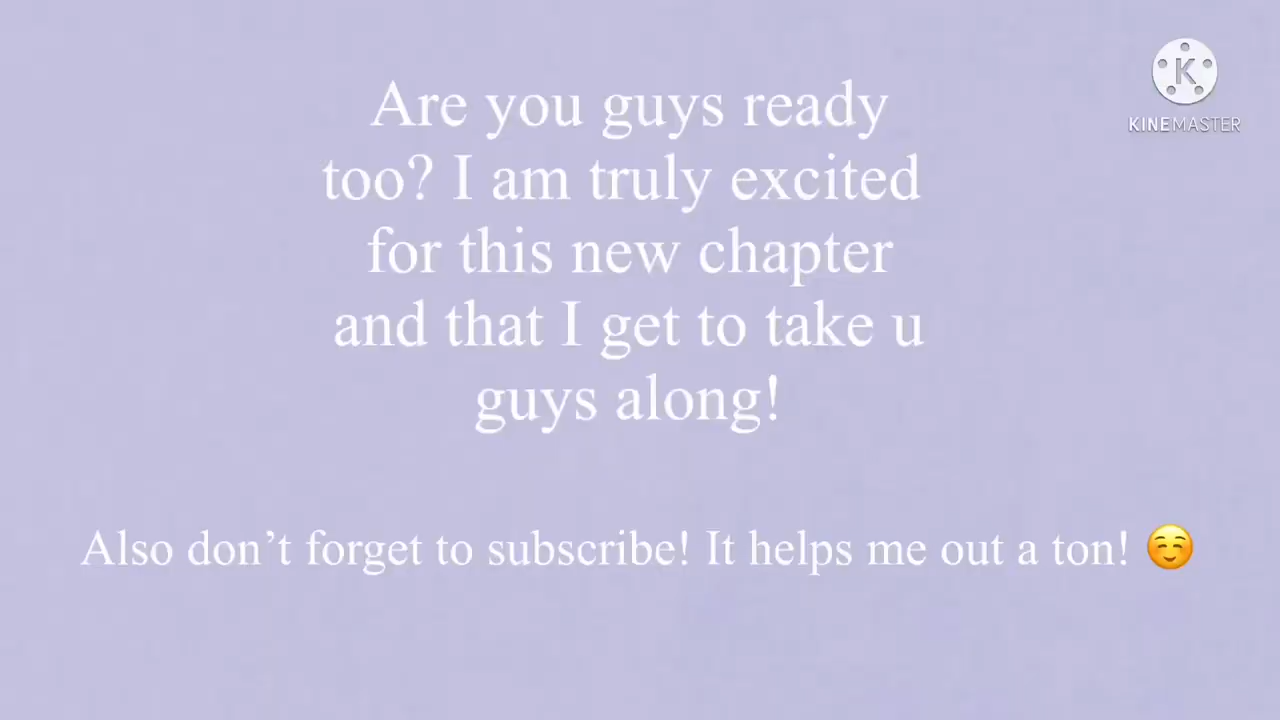 Are you guys ready
too? I am truly excited
for this new chapter
and that I get to take u
guys along!
Also don’t forget to subscribe! It helps me out a ton! ☺️
K
KINEMASTER